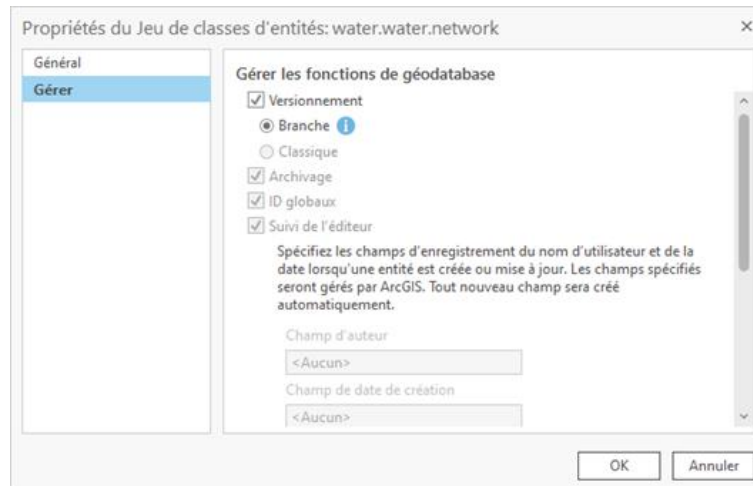 Propriétés du Jeu de classes d'entités: water.water.network
Général
Gérer
Gérer les fonctions de géodatabase
Versionnement
Branche
Classique
Archivage
ID globaux
Suivi de l'éditeur
Spécifiez les champs d'enregistrement du nom d'utilisateur et de la
date lorsqu'une entité est créée ou mise à jour. Les champs spécifiés
seront gérés par ArcGIS. Tout nouveau champ sera créé
automatiquement.
Champ d'auteur
<Aucun>
Champ de date de création
<Aucun>
OK
Annuler